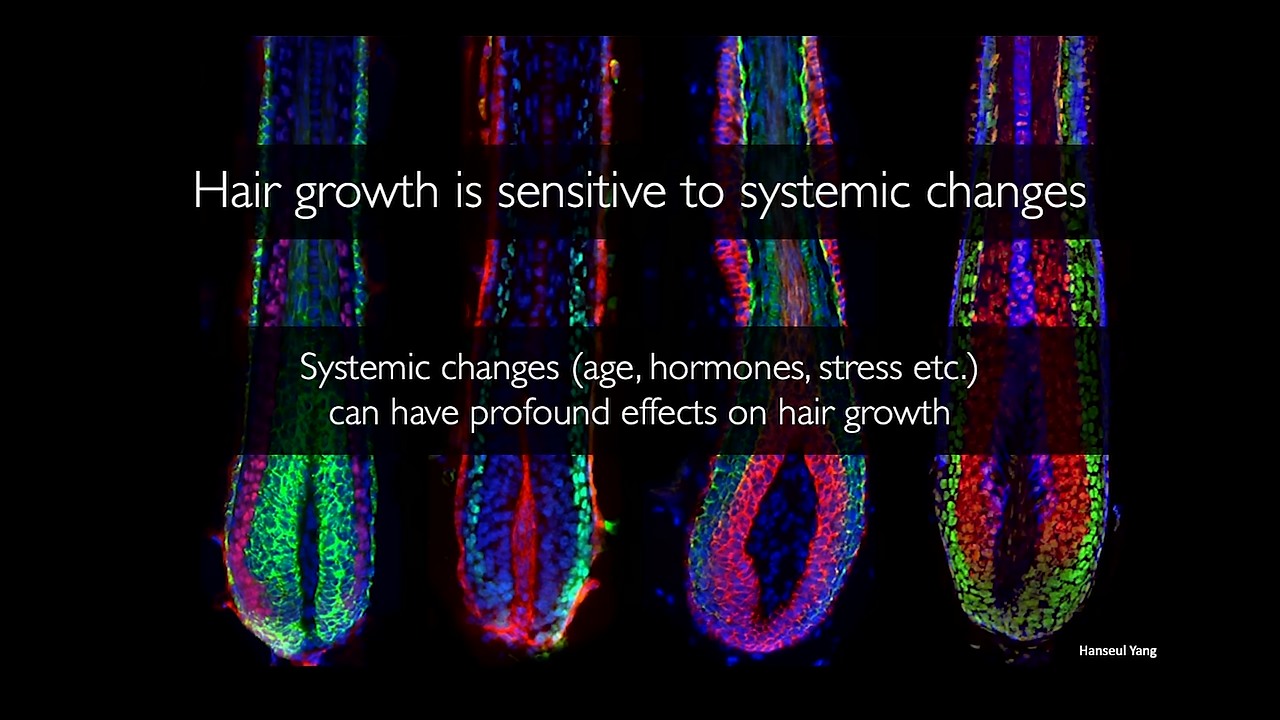 Hair growth is sensitive to systemic changes
Systemic changes (age, hormones, stress etc.)
can have profound effects on hair growth
Hanseul Yang